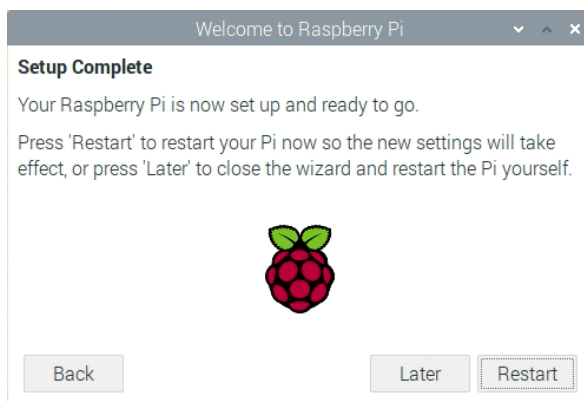 Welcome to Raspberry Pi
Setup Complete
Your Raspberry Pi is now set up and ready to go.
Press 'Restart' to restart your Pi now so the new settings will take
effect, or press 'Later' to close the wizard and restart the Pi yourself.
Back
Later
Restart